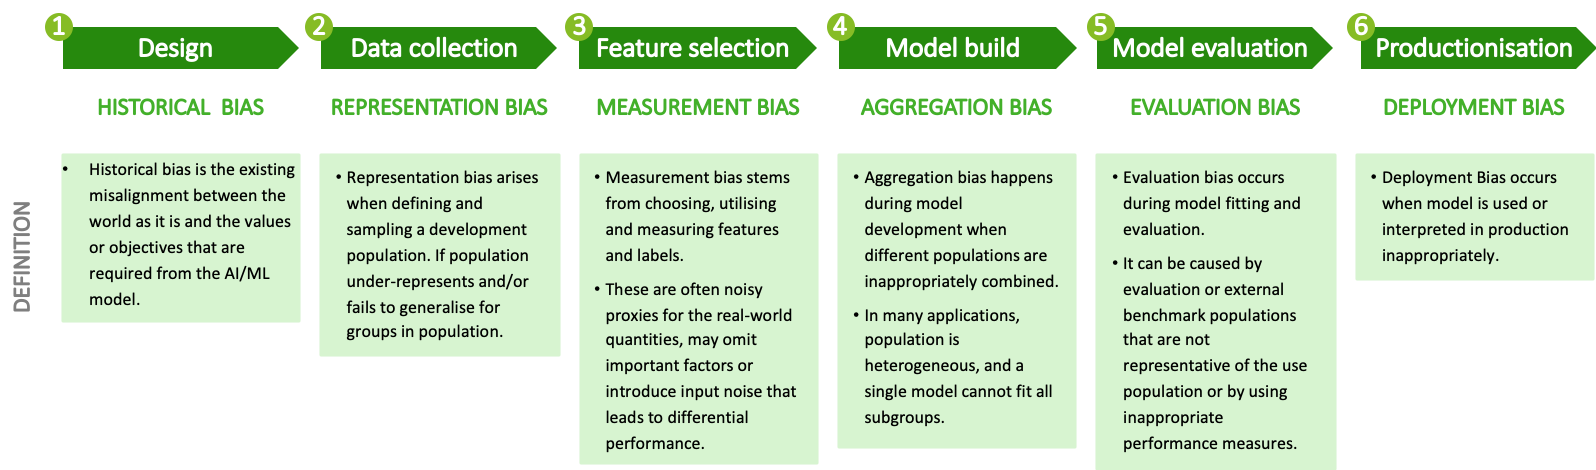 1
Design
2
Data collection
3
Feature selection
4
Model build
5
Model evaluation
6
Productionisation
HISTORICAL BIAS
REPRESENTATION BIAS
MEASUREMENT BIAS
AGGREGATION BIAS
EVALUATION BIAS
DEPLOYMENT BIAS
DEFINITION
• Historical bias is the existing
misalignment between the
world as it is and the values
or objectives that are
required from the AI/ML
model.
• Representation bias arises
when defining and
sampling a development
population. If population
under-represents and/or
fails to generalise for
groups in population.
• Measurement bias stems
from choosing, utilising
and measuring features
and labels.
• These are often noisy
proxies for the real-world
quantities, may omit
important factors or
introduce input noise that
leads to differential
performance.
• Aggregation bias happens
during model
development when
different populations are
inappropriately combined.
• In many applications,
population is
heterogeneous, and a
single model cannot fit all
subgroups.
• Evaluation bias occurs
during model fitting and
evaluation.
• It can be caused by
evaluation or external
benchmark populations
that are not
representative of the use
population or by using
inappropriate
performance measures.
• Deployment Bias occurs
when model is used or
interpreted in production
inappropriately.